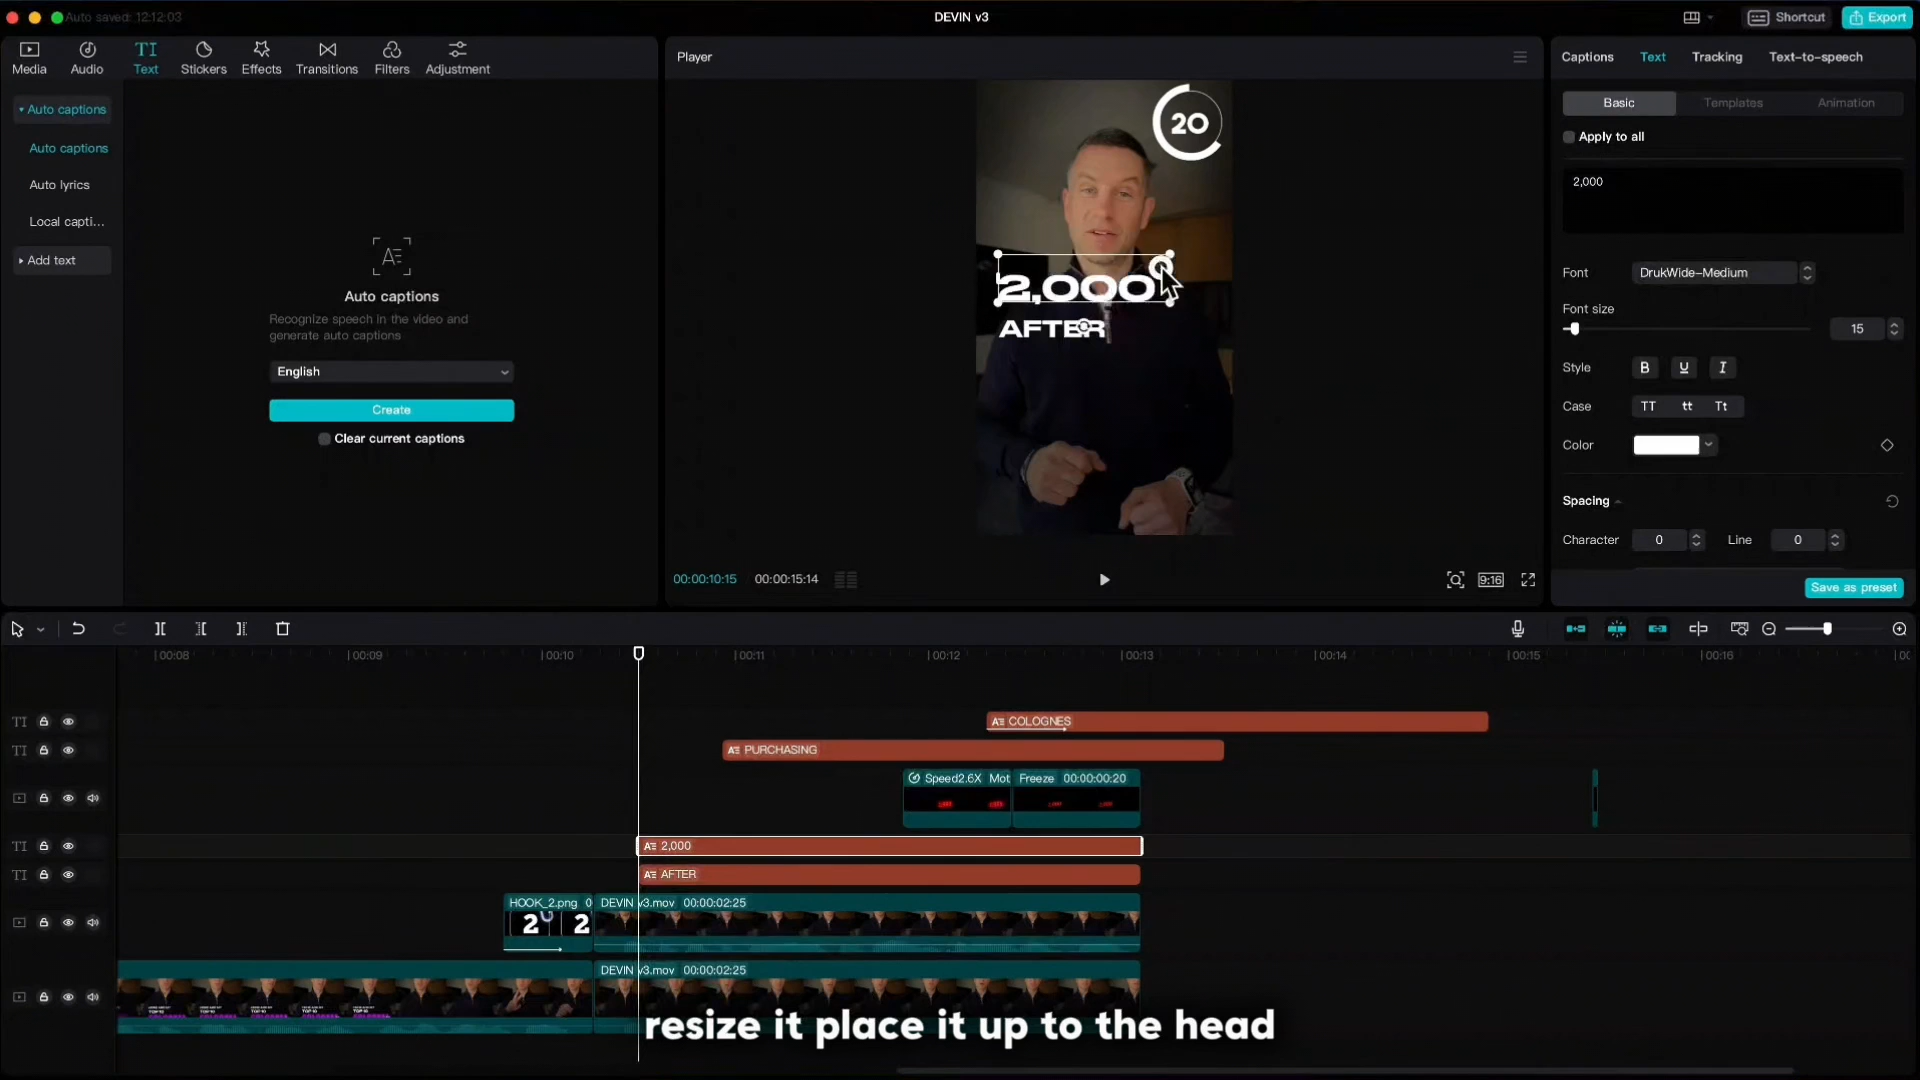 Auto saved: 12:12:03
DEVIN v3
Shortcut
Export
Media
Audio
TI
Text
Stickers
Effects
Transitions
Filters
Adjustment
Auto captions
Auto captions
Auto lyrics
Local capti...
Add text
A
Auto captions
Recognize speech in the video and
generate auto captions
English
Create
Clear current captions
Player
20
2,000
AFTER
00:00:10:15
00:00:15:14
9:16
Captions
Text
Tracking
Text-to-speech
Basic
Templates
Animation
Apply to all
2,000
Font
DrukWide-Medium
Font size
15
Style
B
U
I
Case
TT
tt
Tt
Color
Spacing
Character
0
Line
0
Save as preset
00:08
00:09
00:10
00:11
00:12
00:13
00:14
00:15
00:16
00
TI
COLOGNES
TI
PURCHASING
Speed2.6X
Mot
Freeze 00:00:00:20
TI
2,000
TI
AFTER
HOOK_2.png 0
2 2
DEVIN v3.mov 00:00:02:25
DEVIN v3.mov 00:00:02:25
resize it place it up to the head